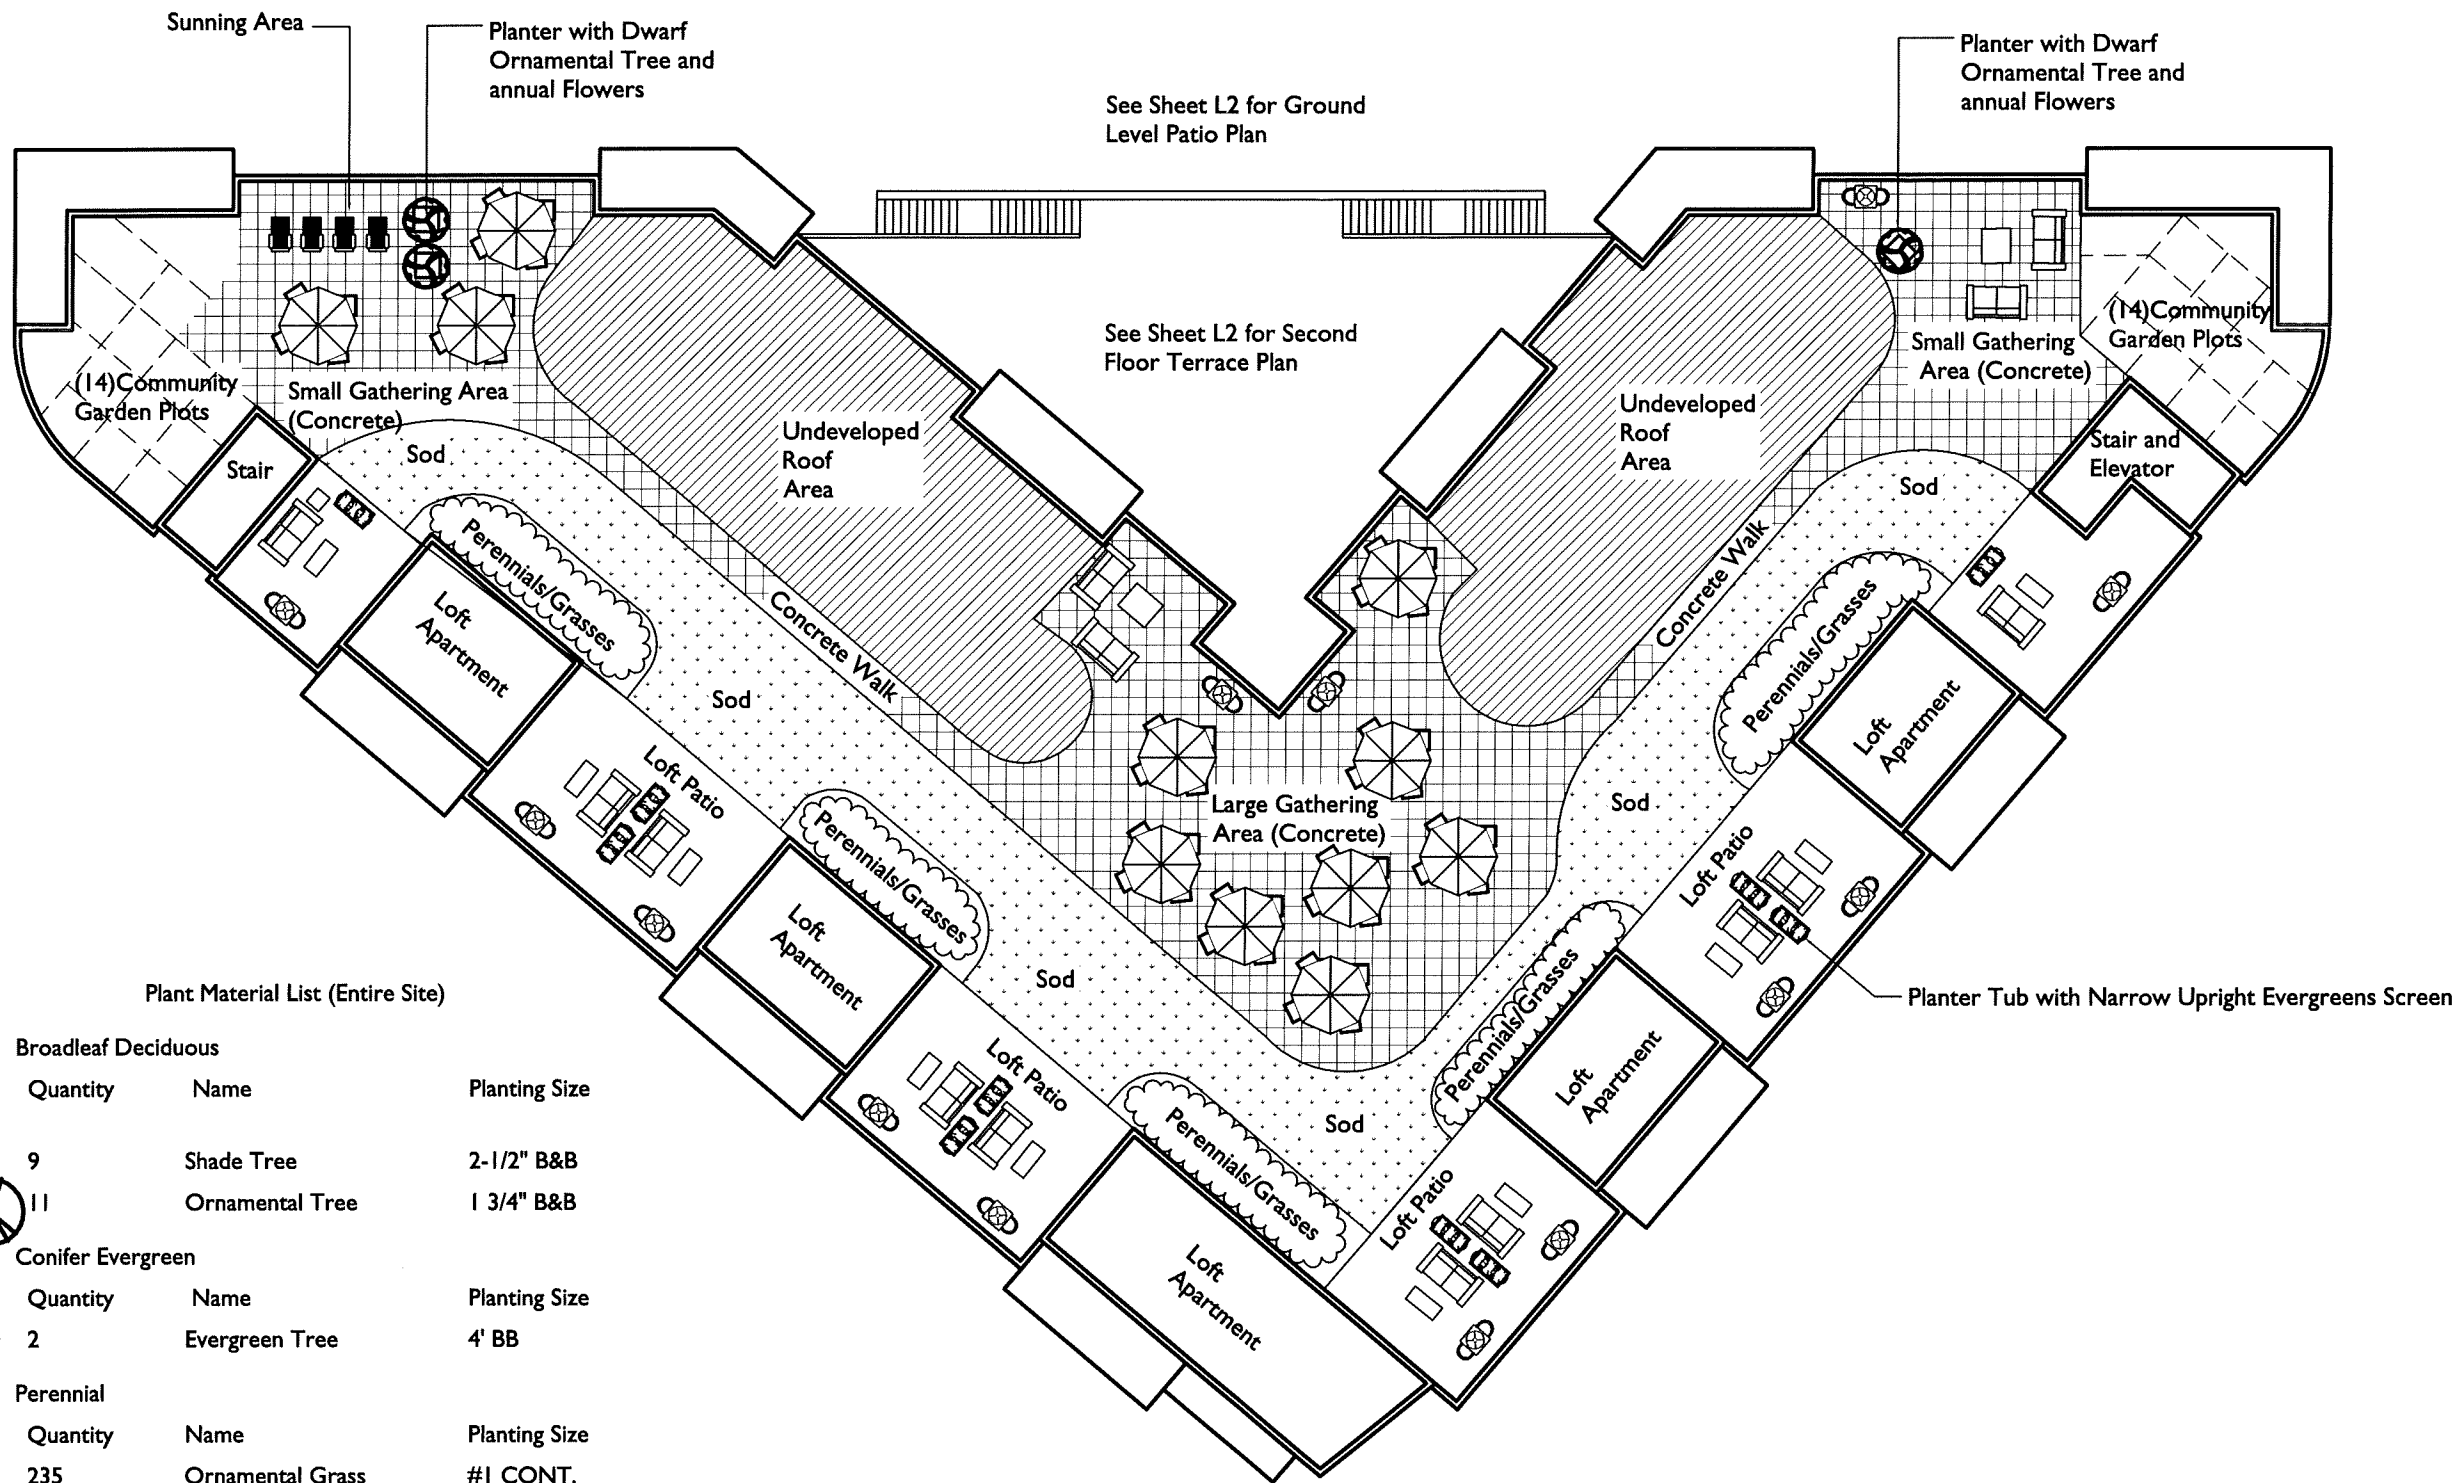 Sunning Area
Planter with Dwarf
Ornamental Tree and
annual Flowers
See Sheet L2 for Ground
Level Patio Plan
Planter with Dwarf
Ornamental Tree and
annual Flowers
See Sheet L2 for Second
Floor Terrace Plan
(14)Community
Garden Plots
Small Gathering Area
(Concrete)
Stair
Sod
Undeveloped
Roof
Area
Undeveloped
Roof
Area
Small Gathering
Area (Concrete)
(14)Community
Garden Plots
Stair and
Elevator
Sod
Perennials/Grasses
Loft
Apartment
Concrete Walk
Concrete Walk
Perennials/Grasses
Loft
Apartment
Sod
Loft Patio
Large Gathering
Area (Concrete)
Sod
Loft Patio
Perennials/Grasses
Loft
Apartment
Sod
Perennials/Grasses
Loft
Apartment
Planter Tub with Narrow Upright Evergreens Screen
Loft Patio
Perennials/Grasses
Sod
Loft Patio
Loft
Apartment
Plant Material List (Entire Site)
Broadleaf Deciduous
Quantity Name Planting Size
9 Shade Tree 2-1/2" B&B
11 Ornamental Tree 1 3/4" B&B
Conifer Evergreen
Quantity Name Planting Size
2 Evergreen Tree 4' BB
Perennial
Quantity Name Planting Size
235 Ornamental Grass #1 CONT.